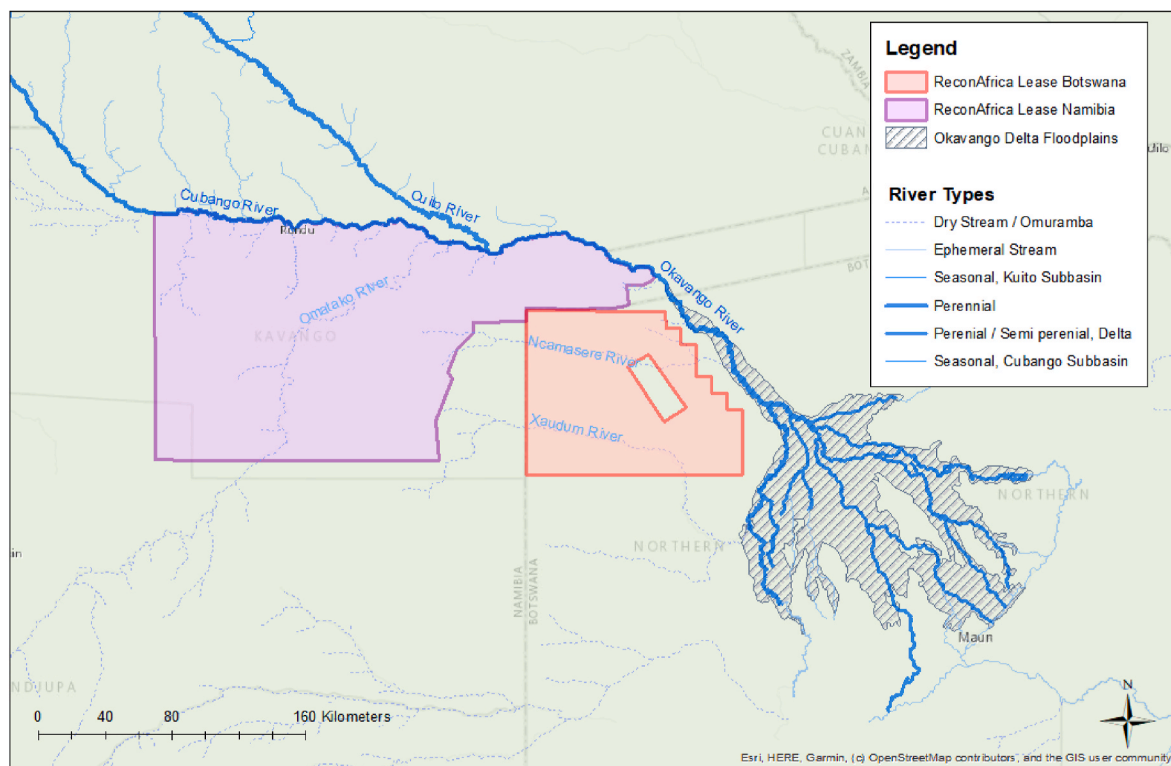 Legend
ReconAfrica Lease Botswana
ReconAfrica Lease Namibia
Okavango Delta Floodplains
River Types
Dry Stream / Omuramba
Ephemeral Stream
Seasonal, Kuito Subbasin
Perennial
Perenial / Semi perenial, Delta
Seasonal, Cubango Subbasin
ZAMBIA
CUAN
CUBAN
Cubango River
Cuito River
Rundu
Omatako River
KAVANGO
Okavango River
Ncamasere River
Xaudum River
NORTHERN
NORTHERN
NAMIBIA
BOTSWANA
Maun
NDJUPA
in
N
0 40 80 160 Kilometers
Esri, HERE, Garmin, (c) OpenStreetMap contributors, and the GIS user community